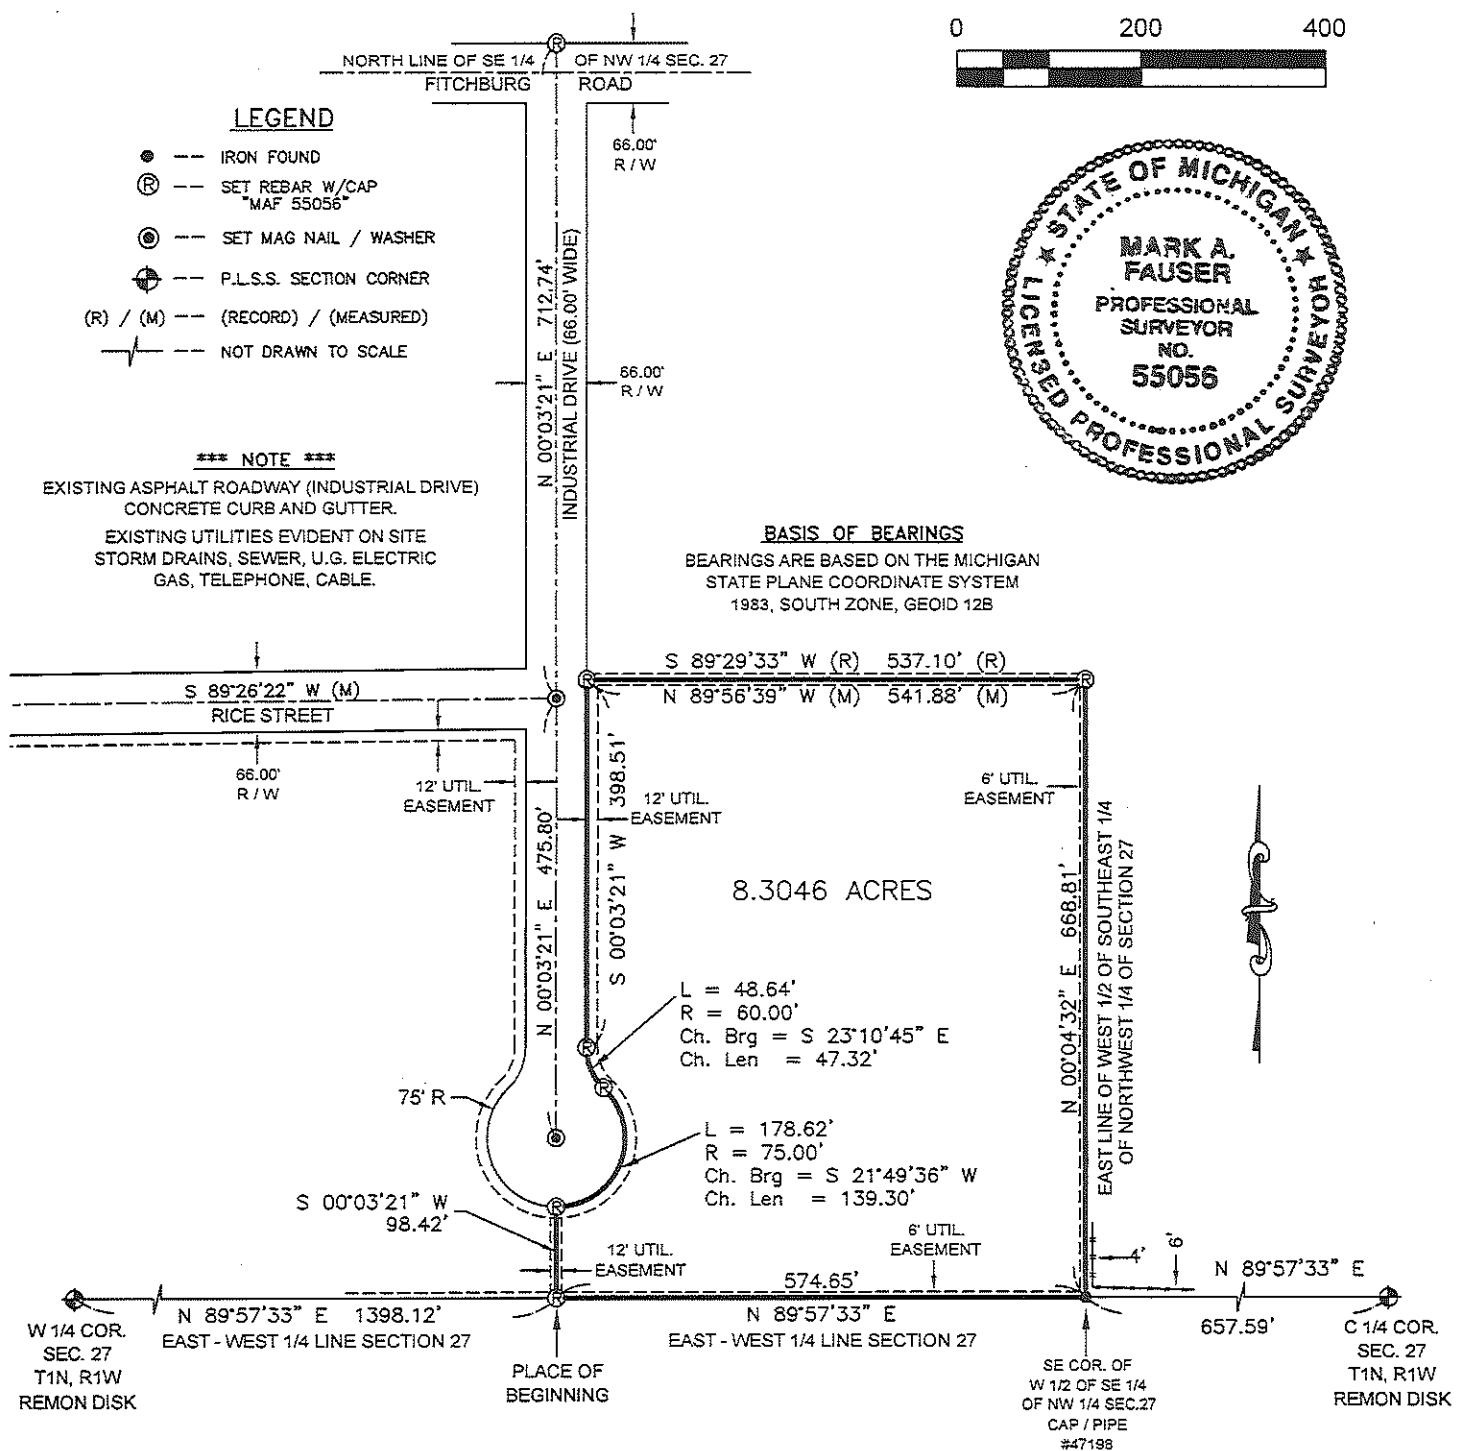 0 200 400
NORTH LINE OF SE 1/4 OF NW 1/4 SEC. 27
FITCHBURG ROAD
66.00'
R / W
LEGEND
IRON FOUND
Ⓡ -- SET REBAR W/CAP
"MAF 55056"
SET MAG NAIL / WASHER
P.L.S.S. SECTION CORNER
(R) / (M) -- (RECORD) / (MEASURED)
NOT DRAWN TO SCALE
STATE OF MICHIGAN
MARK A.
FAUSER
PROFESSIONAL
SURVEYOR
NO.
55056
LICENSED PROFESSIONAL SURVEYOR
N 00°03'21" E 712.74'
INDUSTRIAL DRIVE (66.00' WIDE)
66.00'
R / W
*** NOTE ***
EXISTING ASPHALT ROADWAY (INDUSTRIAL DRIVE)
CONCRETE CURB AND GUTTER.
EXISTING UTILITIES EVIDENT ON SITE
STORM DRAINS, SEWER, U.G. ELECTRIC
GAS, TELEPHONE, CABLE.
BASIS OF BEARINGS
BEARINGS ARE BASED ON THE MICHIGAN
STATE PLANE COORDINATE SYSTEM
1983, SOUTH ZONE, GEOID 12B
S 89°29'33" W (R) 537.10' (R)
N 89°56'39" W (M) 541.88' (M)
S 89°26'22" W (M)
RICE STREET
66.00'
R / W
12' UTIL.
EASEMENT
N 00°03'21" E 475.80'
S 00°03'21" W 398.51'
12' UTIL.
EASEMENT
6' UTIL.
EASEMENT
8.3046 ACRES
N 00°04'32" E 668.81'
EAST LINE OF WEST 1/2 OF SOUTHEAST 1/4
OF NORTHWEST 1/4 OF SECTION 27
L = 48.64'
R = 60.00'
Ch. Brg = S 23°10'45" E
Ch. Len = 47.32'
75' R
L = 178.62'
R = 75.00'
Ch. Brg = S 21°49'36" W
Ch. Len = 139.30'
S 00°03'21" W
98.42'
12' UTIL.
EASEMENT
6' UTIL.
EASEMENT
4'
6'
574.65'
N 89°57'33" E
N 89°57'33" E 1398.12'
EAST - WEST 1/4 LINE SECTION 27
N 89°57'33" E
EAST - WEST 1/4 LINE SECTION 27
657.59'
W 1/4 COR.
SEC. 27
T1N, R1W
REMON DISK
PLACE OF
BEGINNING
SE COR. OF
W 1/2 OF SE 1/4
OF NW 1/4 SEC.27
CAP / PIPE
#47198
C 1/4 COR.
SEC. 27
T1N, R1W
REMON DISK